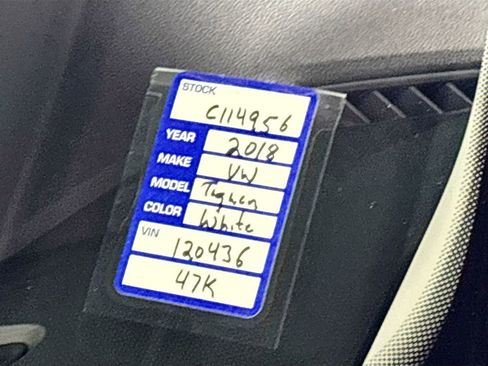 STOCK
C114956
YEAR 2018
MAKE VW
MODEL Tiguan
COLOR White
VIN
120436
47K